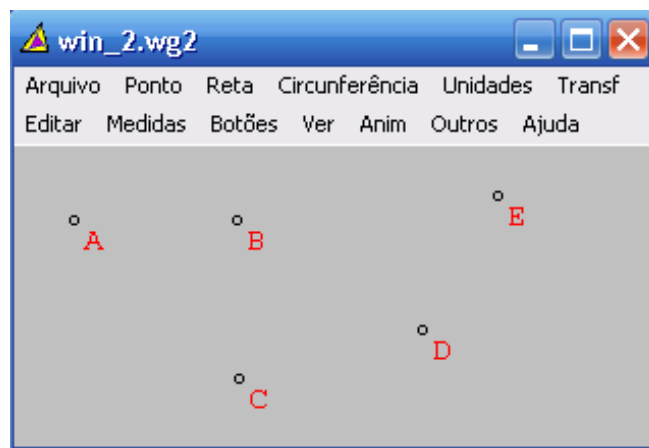 win_2.wg2
Arquivo Ponto Reta Circunferência Unidades Transf
Editar Medidas Botões Ver Anim Outros Ajuda
E
A B
D
C